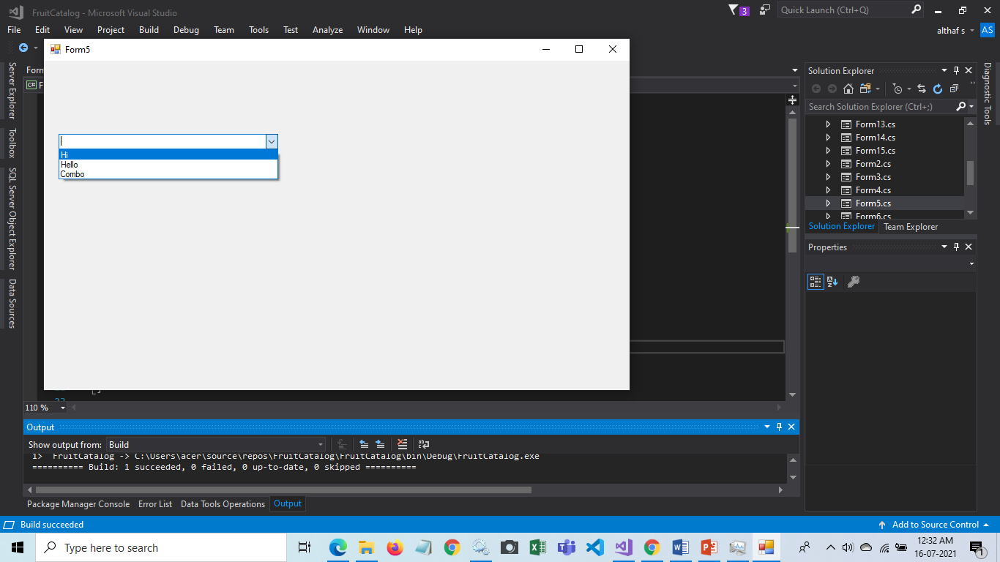 FruitCatalog - Microsoft Visual Studio
3
Quick Launch (Ctrl+Q)
File Edit View Project Build Debug Team Tools Test Analyze Window Help
althaf s AS
Form5
Form
C# F
Server Explorer
Toolbox
SQL Server Object Explorer
Data Sources
Hi
Hello
Combo
110 %
Solution Explorer
Search Solution Explorer (Ctrl+;)
Form13.cs
Form14.cs
Form15.cs
Form2.cs
Form3.cs
Form4.cs
Form5.cs
Form6.cs
Solution Explorer Team Explorer
Properties
Diagnostic Tools
Output
Show output from: Build
1> FruitCatalog -> C:\Users\acer\source\repos\FruitCatalog\FruitCatalog\bin\Debug\FruitCatalog.exe
========== Build: 1 succeeded, 0 failed, 0 up-to-date, 0 skipped ==========
Package Manager Console Error List Data Tools Operations Output
Build succeeded
Add to Source Control
Type here to search
12:32 AM
16-07-2021
1